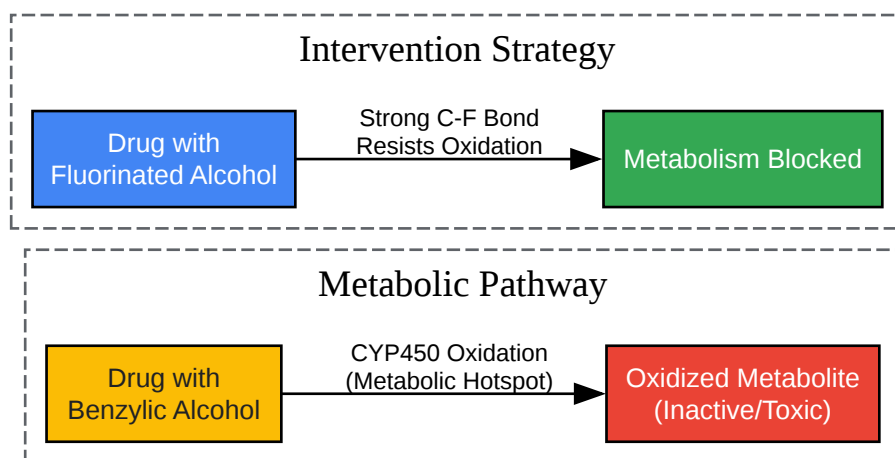 Intervention Strategy
Drug with
Fluorinated Alcohol
Strong C-F Bond
Resists Oxidation
Metabolism Blocked
Metabolic Pathway
Drug with
Benzylic Alcohol
CYP450 Oxidation
(Metabolic Hotspot)
Oxidized Metabolite
(Inactive/Toxic)